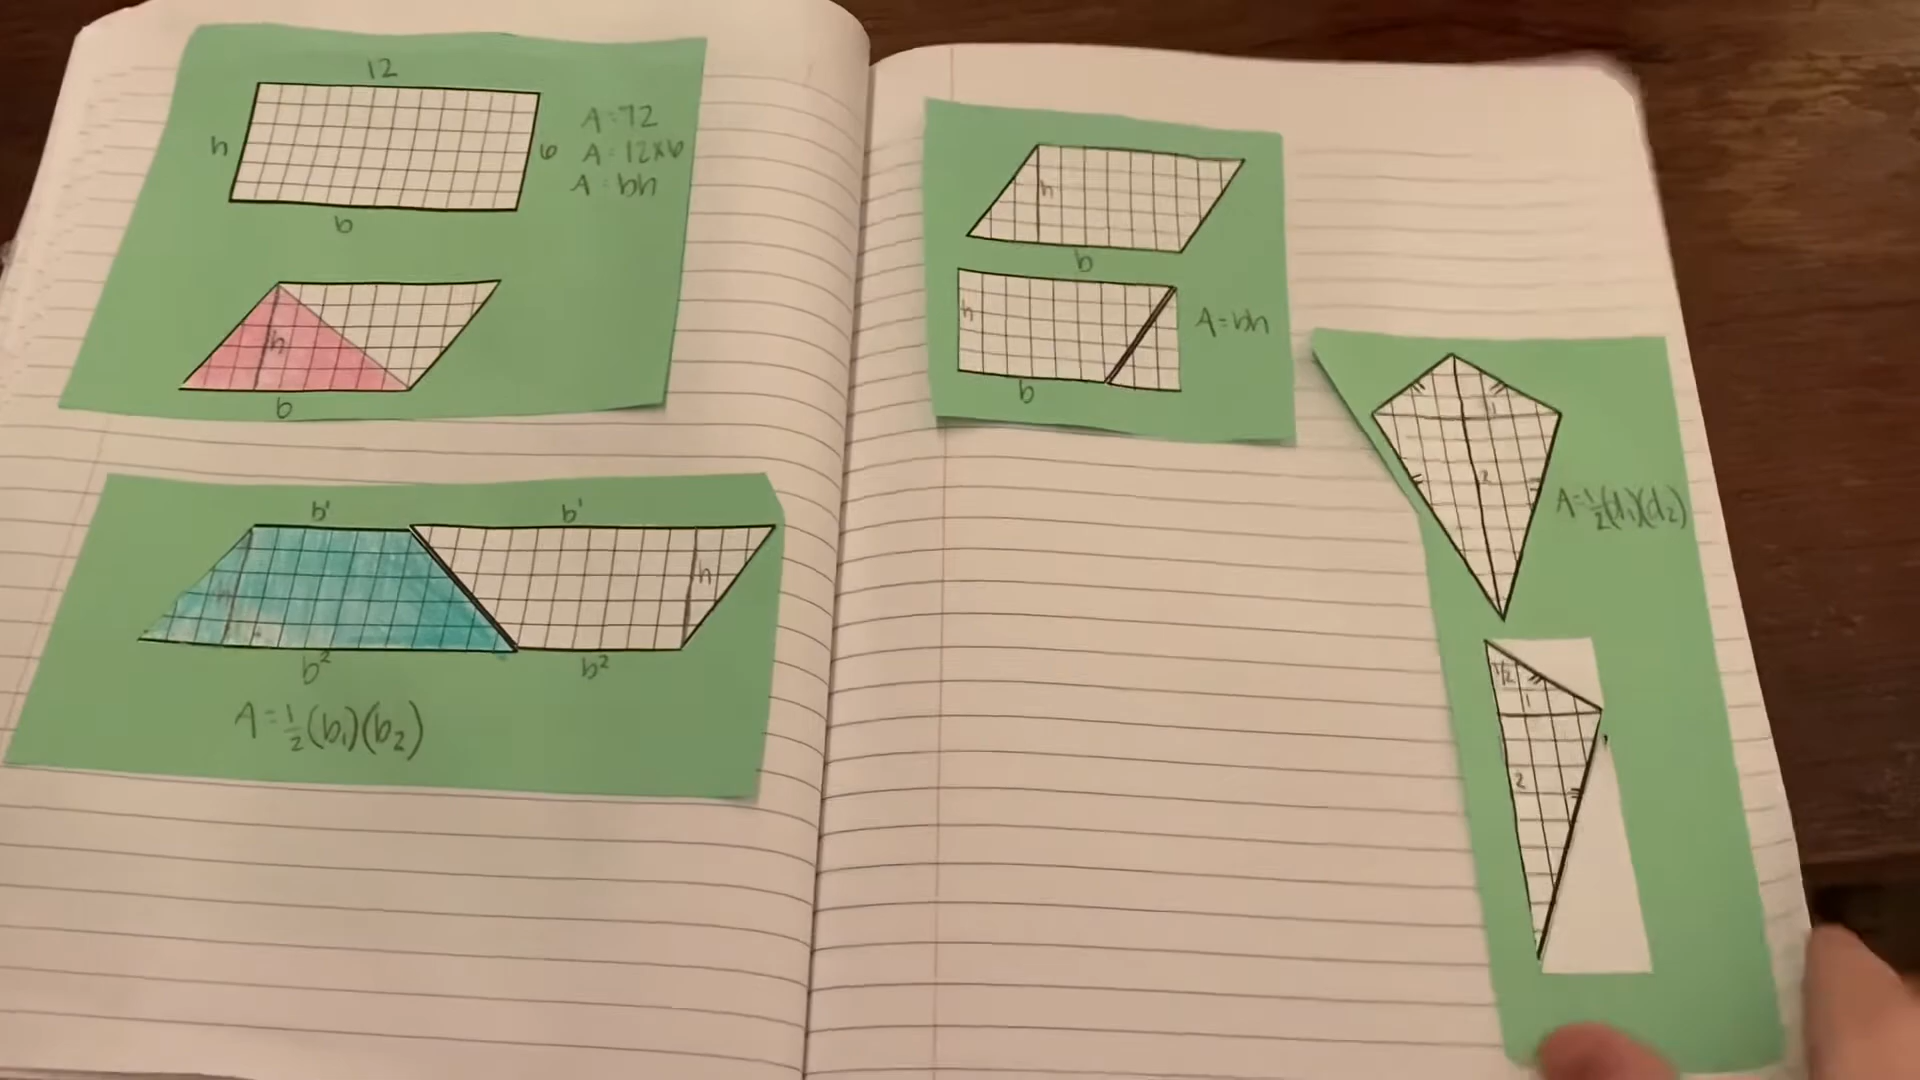 12
h
6
A=72
A=12x6
A=bh
b
h
b
b'
b'
h
h
b²
b²
A=½(b₁)(b₂)
h
b
h
A=bh
b
1
2
A=½(d₁)(d₂)
1/2
1
2